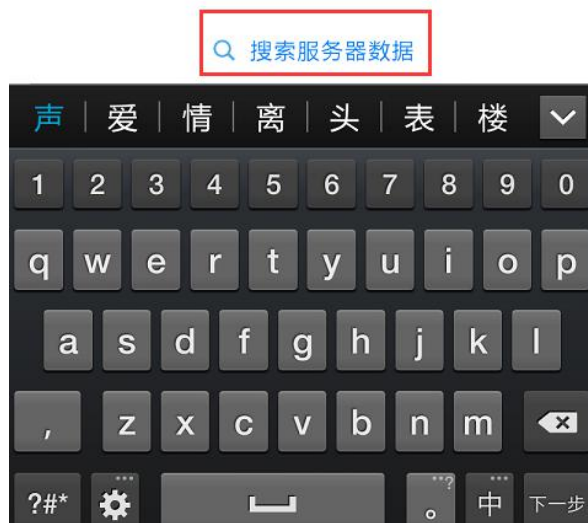 搜索服务器数据
声 爱 情 离 头 表 楼
1 2 3 4 5 6 7 8 9 0
q w e r t y u i o p
a s d f g h j k l
, z x c v b n m
?#* 。 ? 中 下一步